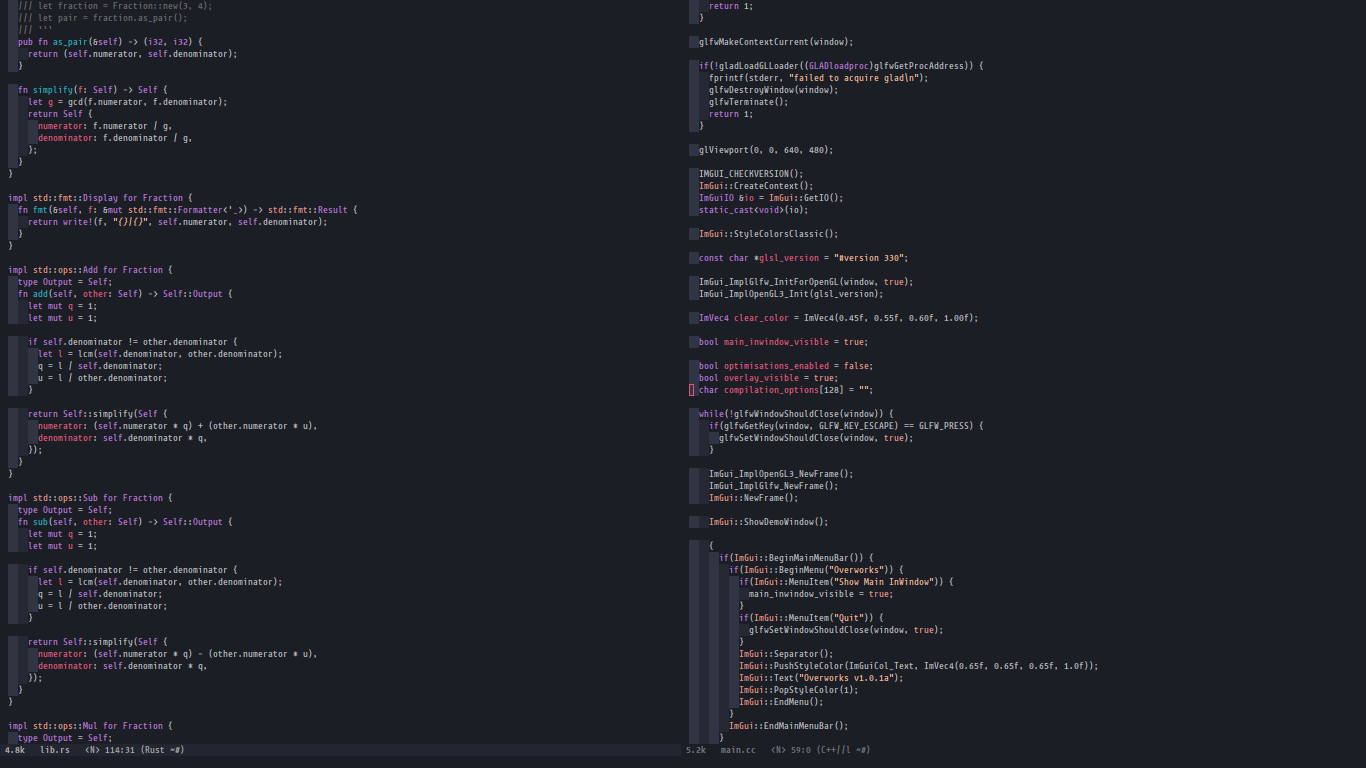 /// let fraction = Fraction::new(3, 4);
/// let pair = fraction.as_pair();
/// ```
pub fn as_pair(&self) -> (i32, i32) {
return (self.numerator, self.denominator);
}
fn simplify(f: Self) -> Self {
let g = gcd(f.numerator, f.denominator);
return Self {
numerator: f.numerator / g,
denominator: f.denominator / g,
};
}
}
impl std::fmt::Display for Fraction {
fn fmt(&self, f: &mut std::fmt::Formatter<'_>) -> std::fmt::Result {
return write!(f, "{}/{}", self.numerator, self.denominator);
}
}
impl std::ops::Add for Fraction {
type Output = Self;
fn add(self, other: Self) -> Self::Output {
let mut q = 1;
let mut u = 1;
if self.denominator != other.denominator {
let l = lcm(self.denominator, other.denominator);
q = l / self.denominator;
u = l / other.denominator;
}
return Self::simplify(Self {
numerator: (self.numerator * q) + (other.numerator * u),
denominator: self.denominator * q,
});
}
}
impl std::ops::Sub for Fraction {
type Output = Self;
fn sub(self, other: Self) -> Self::Output {
let mut q = 1;
let mut u = 1;
if self.denominator != other.denominator {
let l = lcm(self.denominator, other.denominator);
q = l / self.denominator;
u = l / other.denominator;
}
return Self::simplify(Self {
numerator: (self.numerator * q) - (other.numerator * u),
denominator: self.denominator * q,
});
}
}
impl std::ops::Mul for Fraction {
type Output = Self;
4.8k lib.rs <N> 114:31 (Rust ~#)
return 1;
}
glfwMakeContextCurrent(window);
if(!gladLoadGLLoader((GLADloadproc)glfwGetProcAddress)) {
fprintf(stderr, "failed to acquire glad\n");
glfwDestroyWindow(window);
glfwTerminate();
return 1;
}
glViewport(0, 0, 640, 480);
IMGUI_CHECKVERSION();
ImGui::CreateContext();
ImGuiIO &io = ImGui::GetIO();
static_cast<void>(io);
ImGui::StyleColorsClassic();
const char *glsl_version = "#version 330";
ImGui_ImplGlfw_InitForOpenGL(window, true);
ImGui_ImplOpenGL3_Init(glsl_version);
ImVec4 clear_color = ImVec4(0.45f, 0.55f, 0.60f, 1.00f);
bool main_inwindow_visible = true;
bool optimisations_enabled = false;
bool overlay_visible = true;
char compilation_options[128] = "";
while(!glfwWindowShouldClose(window)) {
if(glfwGetKey(window, GLFW_KEY_ESCAPE) == GLFW_PRESS) {
glfwSetWindowShouldClose(window, true);
}
ImGui_ImplOpenGL3_NewFrame();
ImGui_ImplGlfw_NewFrame();
ImGui::NewFrame();
ImGui::ShowDemoWindow();
{
if(ImGui::BeginMainMenuBar()) {
if(ImGui::BeginMenu("Overworks")) {
if(ImGui::MenuItem("Show Main InWindow")) {
main_inwindow_visible = true;
}
if(ImGui::MenuItem("Quit")) {
glfwSetWindowShouldClose(window, true);
}
ImGui::Separator();
ImGui::PushStyleColor(ImGuiCol_Text, ImVec4(0.65f, 0.65f, 0.65f, 1.0f));
ImGui::Text("Overworks v1.0.1a");
ImGui::PopStyleColor(1);
ImGui::EndMenu();
}
ImGui::EndMainMenuBar();
}
5.2k main.cc <N> 59:0 (C++//l ~#)